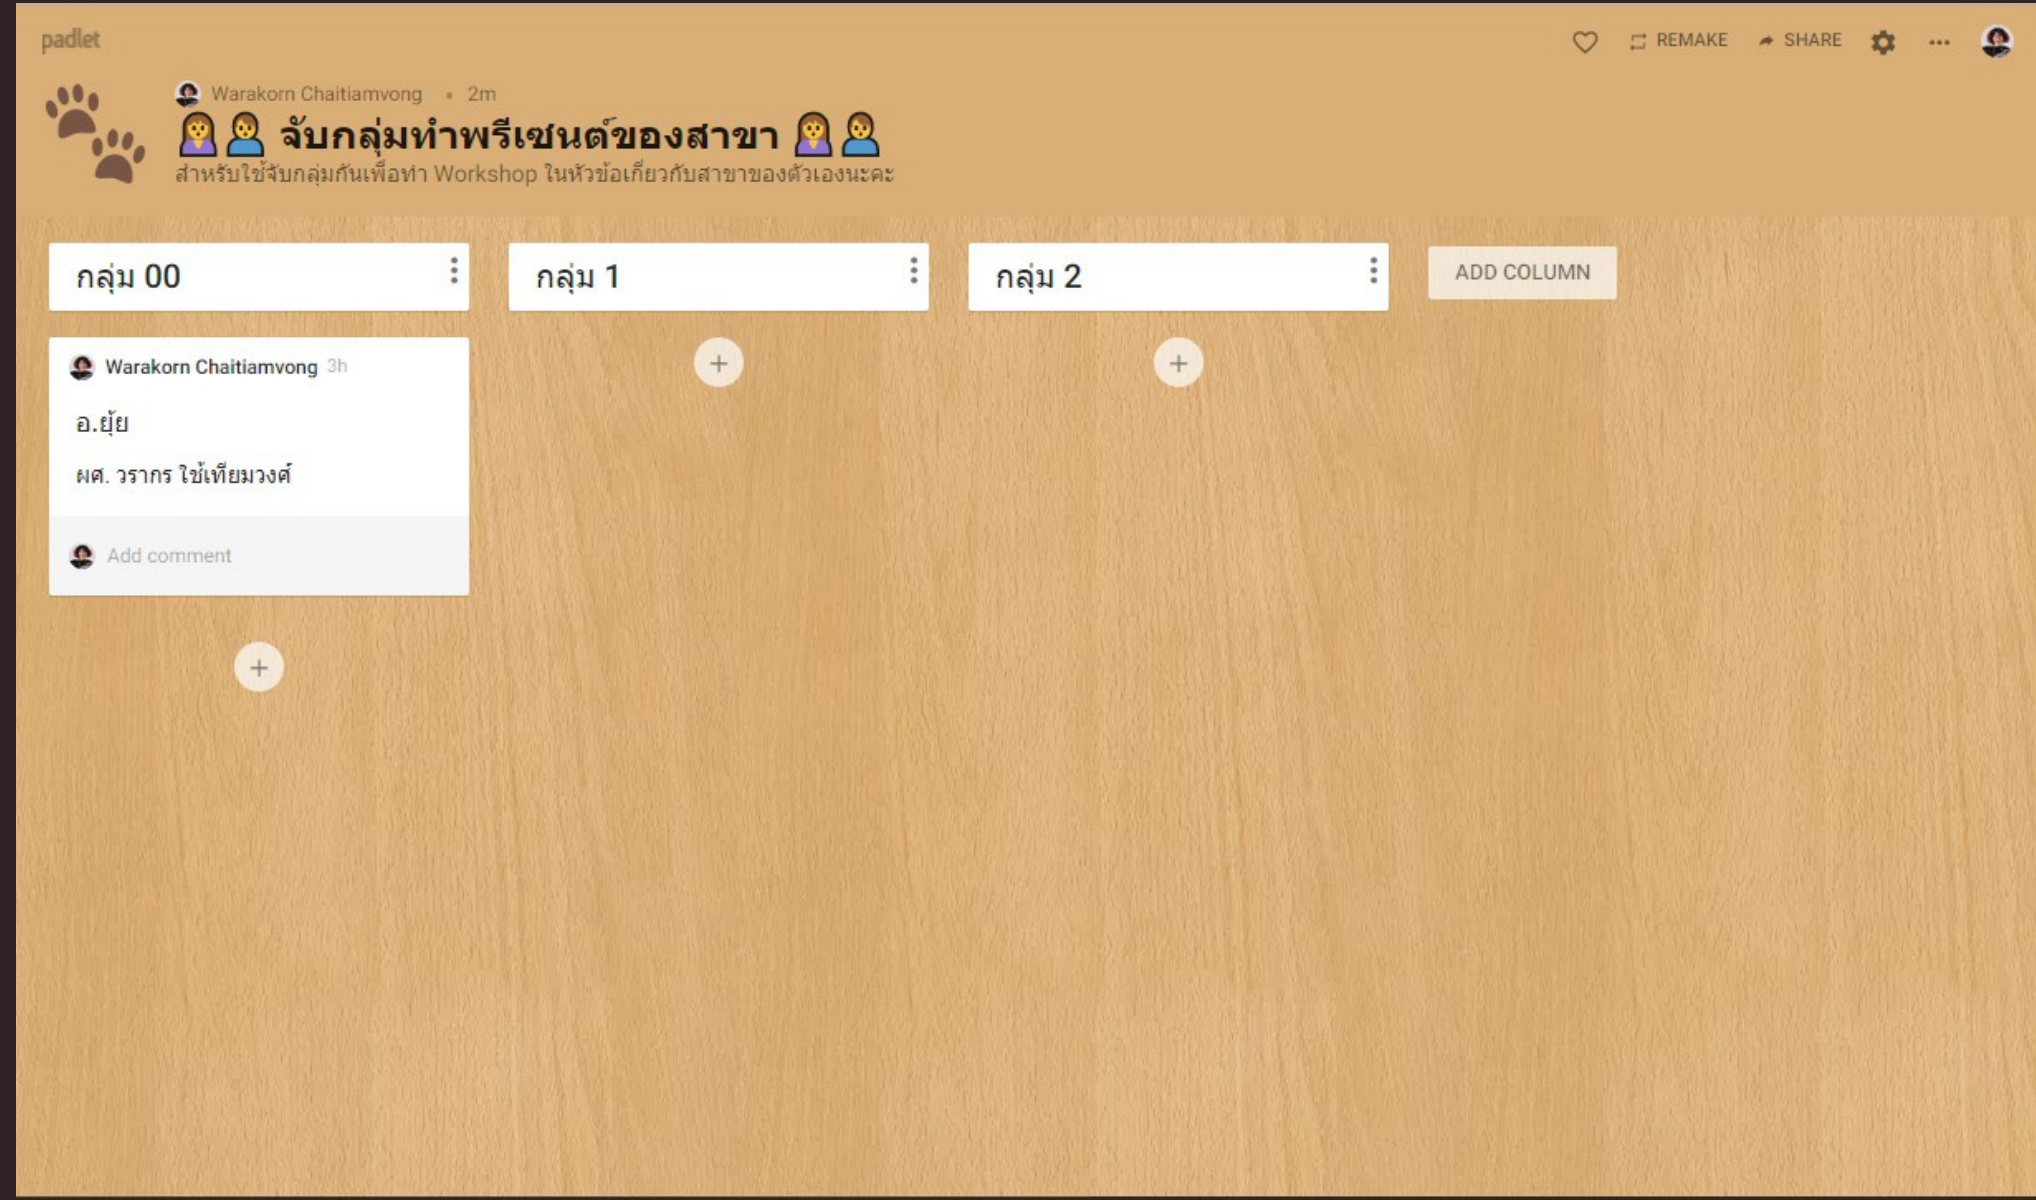 padlet
REMAKE
SHARE
Warakorn Chaitiamvong • 2m
🙍‍♀️🙍‍♂️ จับกลุ่มทำพรีเซนต์ของสาขา 🙍‍♀️🙍‍♂️
สำหรับใช้จับกลุ่มกันเพื่อทำ Workshop ในหัวข้อเกี่ยวกับสาขาของตัวเองนะคะ
กลุ่ม 00
กลุ่ม 1
กลุ่ม 2
ADD COLUMN
Warakorn Chaitiamvong 3h
อ.ยุ้ย
ผศ. วรากร ใช้เทียมวงศ์
Add comment